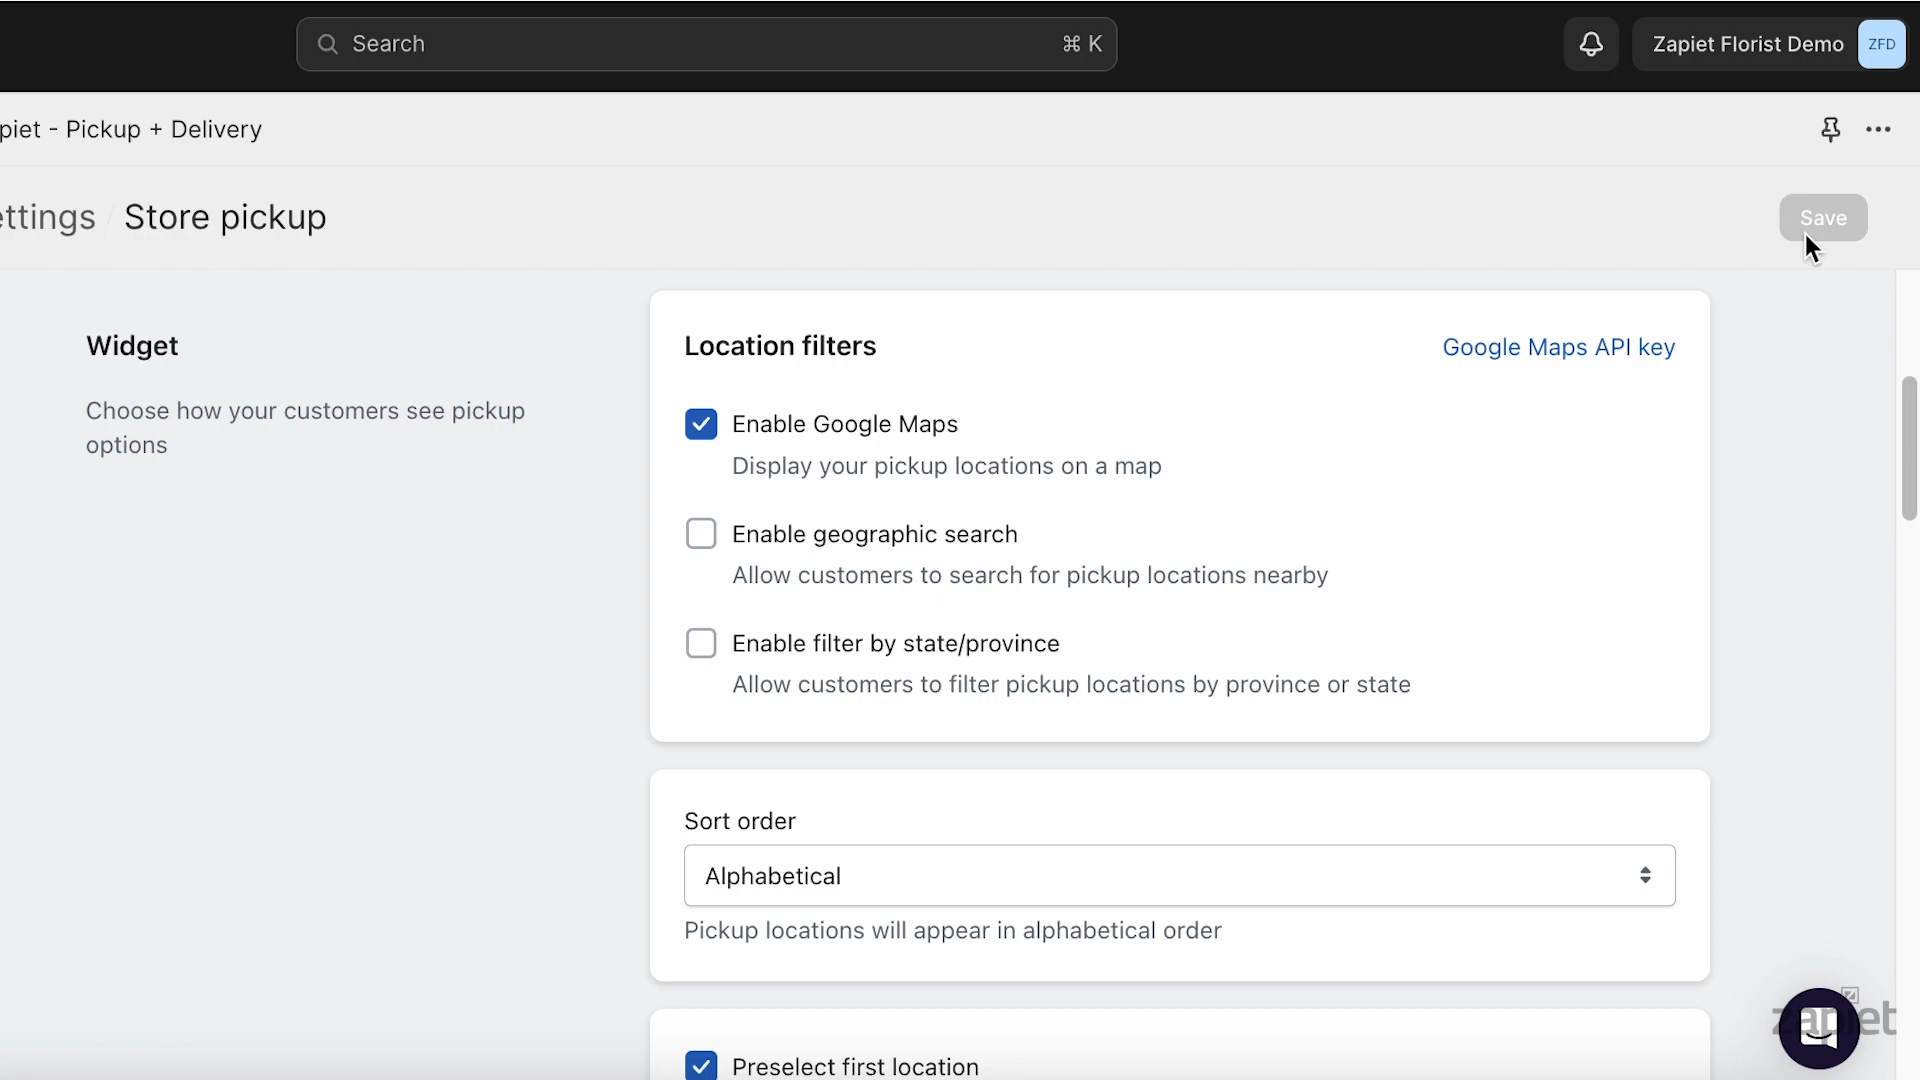 Search
⌘ K
Zapiet Florist Demo
ZFD
piet - Pickup + Delivery
ettings / Store pickup
Save
Widget
Choose how your customers see pickup
options
Location filters
Google Maps API key
Enable Google Maps
Display your pickup locations on a map
Enable geographic search
Allow customers to search for pickup locations nearby
Enable filter by state/province
Allow customers to filter pickup locations by province or state
Sort order
Alphabetical
Pickup locations will appear in alphabetical order
zapiet
Preselect first location